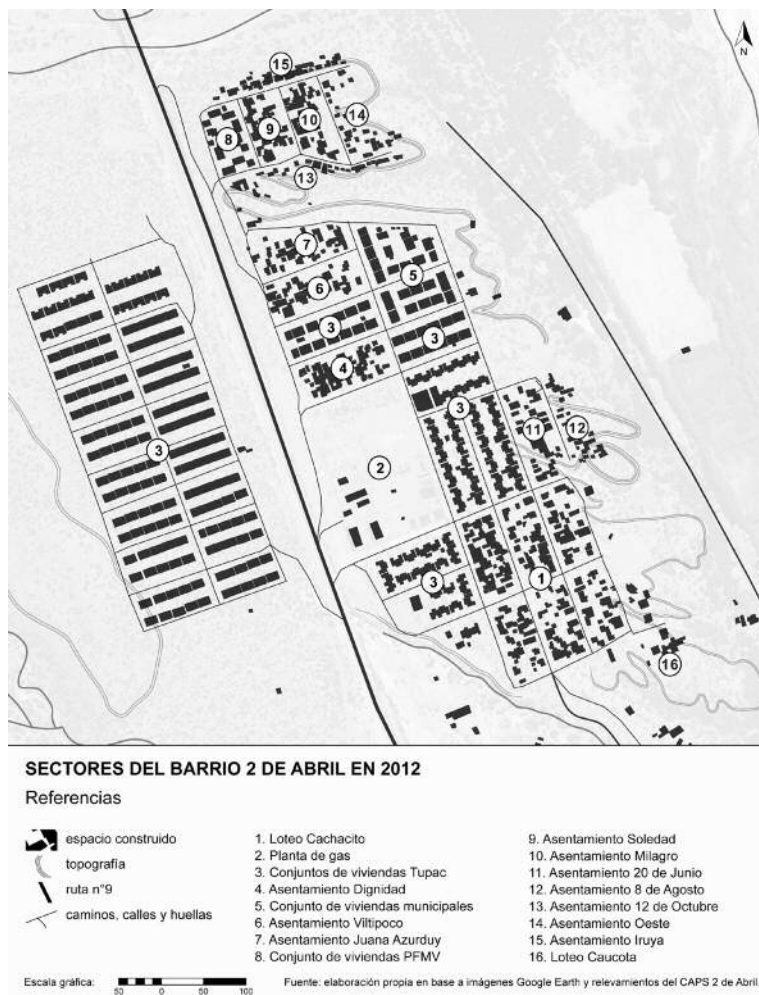 N
15
8
9
10
14
13
7
6
5
3
3
4
3
11
12
2
3
3
1
16
SECTORES DEL BARRIO 2 DE ABRIL EN 2012
Referencias
espacio construido
topografía
ruta n°9
caminos, calles y huellas
1. Loteo Cachacito
2. Planta de gas
3. Conjuntos de viviendas Tupac
4. Asentamiento Dignidad
5. Conjunto de viviendas municipales
6. Asentamiento Viltipoco
7. Asentamiento Juana Azurduy
8. Conjunto de viviendas PFMV
9. Asentamiento Soledad
10. Asentamiento Milagro
11. Asentamiento 20 de Junio
12. Asentamiento 8 de Agosto
13. Asentamiento 12 de Octubre
14. Asentamiento Oeste
15. Asentamiento Iruya
16. Loteo Caucota
Escala gráfica:
50 0 50 100
Fuente: elaboración propia en base a imágenes Google Earth y relevamientos del CAPS 2 de Abril